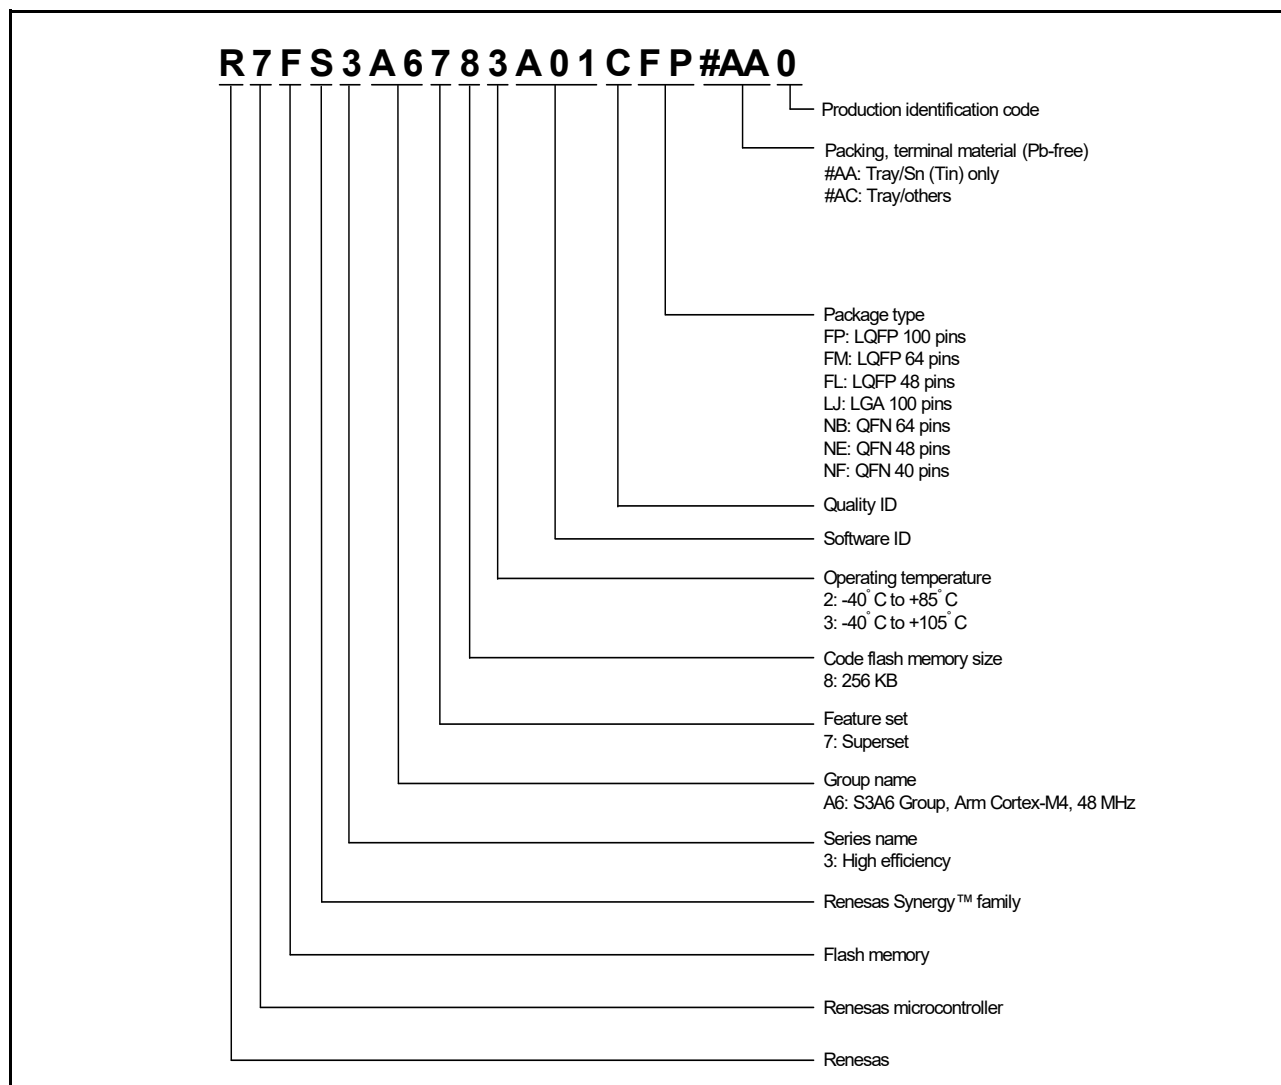 R7FS3A6783A01CFP#AA0
Production identification code
Packing, terminal material (Pb-free)
#AA: Tray/Sn (Tin) only
#AC: Tray/others
Package type
FP: LQFP 100 pins
FM: LQFP 64 pins
FL: LQFP 48 pins
LJ: LGA 100 pins
NB: QFN 64 pins
NE: QFN 48 pins
NF: QFN 40 pins
Quality ID
Software ID
Operating temperature
2: -40° C to +85° C
3: -40° C to +105° C
Code flash memory size
8: 256 KB
Feature set
7: Superset
Group name
A6: S3A6 Group, Arm Cortex-M4, 48 MHz
Series name
3: High efficiency
Renesas Synergy™ family
Flash memory
Renesas microcontroller
Renesas